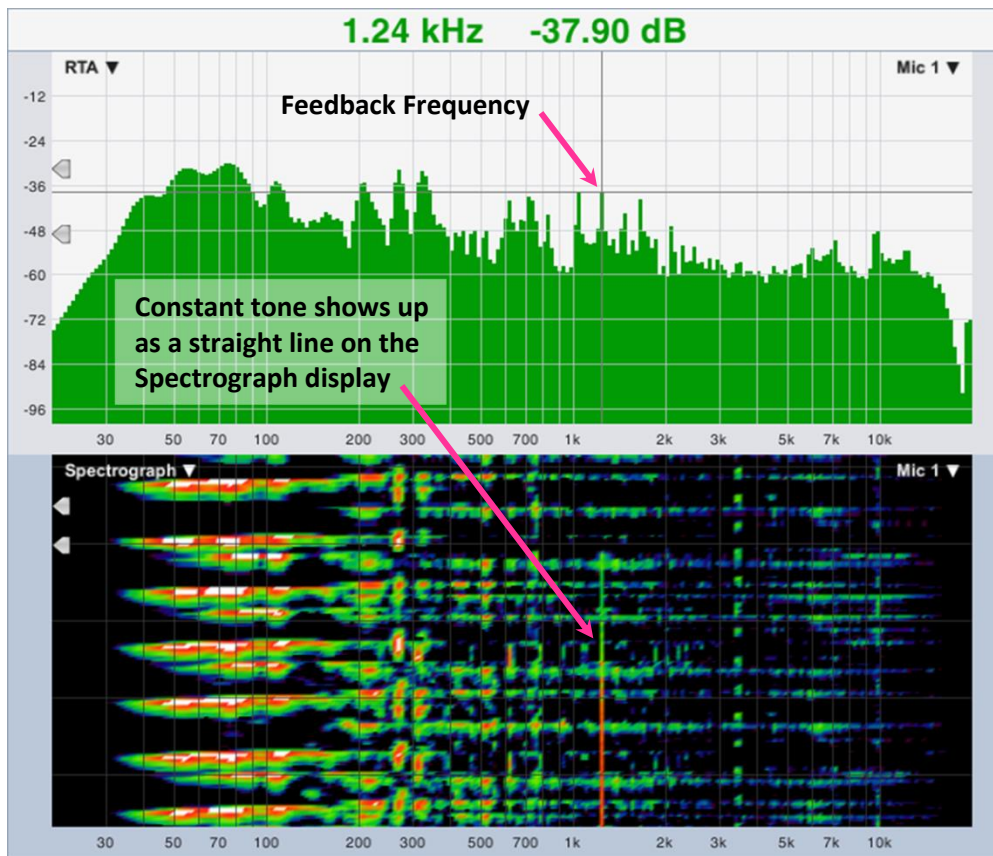 1.24 kHz -37.90 dB
RTA ▼ Mic 1 ▼
Feedback Frequency
-12
-24
-36
-48
-60
-72
-84
-96
Constant tone shows up
as a straight line on the
Spectrograph display
30 50 70 100 200 300 500 700 1k 2k 3k 5k 7k 10k
Spectrograph ▼ Mic 1 ▼
30 50 70 100 200 300 500 700 1k 2k 3k 5k 7k 10k